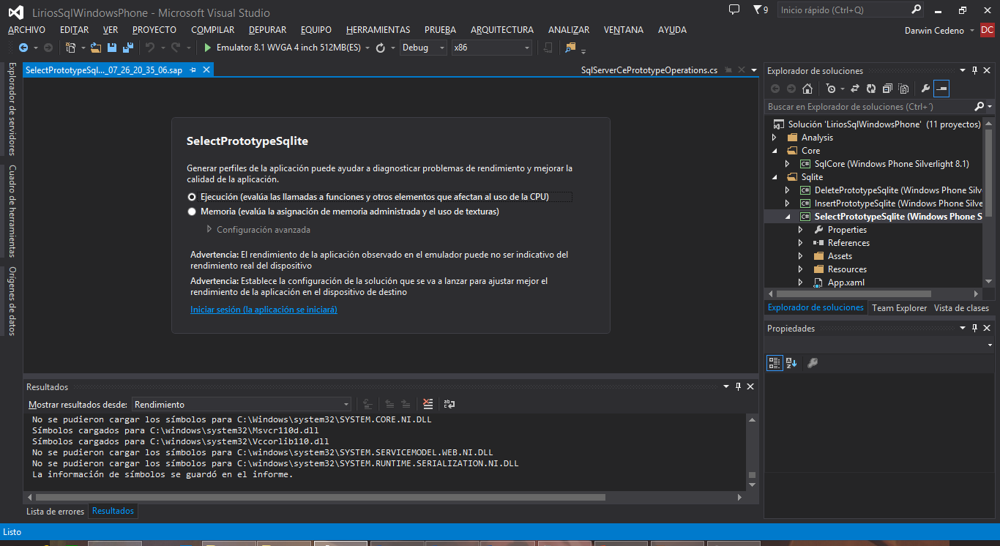 LiriosSqlWindowsPhone - Microsoft Visual Studio
9
Inicio rápido (Ctrl+Q)
ARCHIVO EDITAR VER PROYECTO COMPILAR DEPURAR EQUIPO HERRAMIENTAS PRUEBA ARQUITECTURA ANALIZAR VENTANA AYUDA
Darwin Cedeno DC
Emulator 8.1 WVGA 4 inch 512MB(ES) Debug x86
Explorador de servidores
Cuadro de herramientas
Orígenes de datos
SelectPrototypeSql..._07_26_20_35_06.sap
SqlServerCePrototypeOperations.cs
SelectPrototypeSqlite
Generar perfiles de la aplicación puede ayudar a diagnosticar problemas de rendimiento y mejorar la
calidad de la aplicación.
Ejecución (evalúa las llamadas a funciones y otros elementos que afectan al uso de la CPU)
Memoria (evalúa la asignación de memoria administrada y el uso de texturas)
Configuración avanzada
Advertencia: El rendimiento de la aplicación observado en el emulador puede no ser indicativo del
rendimiento real del dispositivo
Advertencia: Establece la configuración de la solución que se va a lanzar para ajustar mejor el
rendimiento de la aplicación en el dispositivo de destino
Iniciar sesión (la aplicación se iniciará)
Resultados
Mostrar resultados desde: Rendimiento
No se pudieron cargar los símbolos para C:\Windows\system32\SYSTEM.CORE.NI.DLL
Símbolos cargados para C:\windows\system32\Msvcr110d.dll
Símbolos cargados para C:\windows\system32\Vccorlib110.dll
No se pudieron cargar los símbolos para C:\windows\system32\SYSTEM.SERVICEMODEL.WEB.NI.DLL
No se pudieron cargar los símbolos para C:\windows\system32\SYSTEM.RUNTIME.SERIALIZATION.NI.DLL
La información de símbolos se guardó en el informe.
Lista de errores Resultados
Explorador de soluciones
Buscar en Explorador de soluciones (Ctrl+´)
Solución 'LiriosSqlWindowsPhone' (11 proyectos)
Analysis
Core
C# SqlCore (Windows Phone Silverlight 8.1)
Sqlite
C# DeletePrototypeSqlite (Windows Phone Silv
C# InsertPrototypeSqlite (Windows Phone Silve
C# SelectPrototypeSqlite (Windows Phone S
Properties
References
Assets
Resources
App.xaml
Explorador de soluciones Team Explorer Vista de clases
Propiedades
Listo